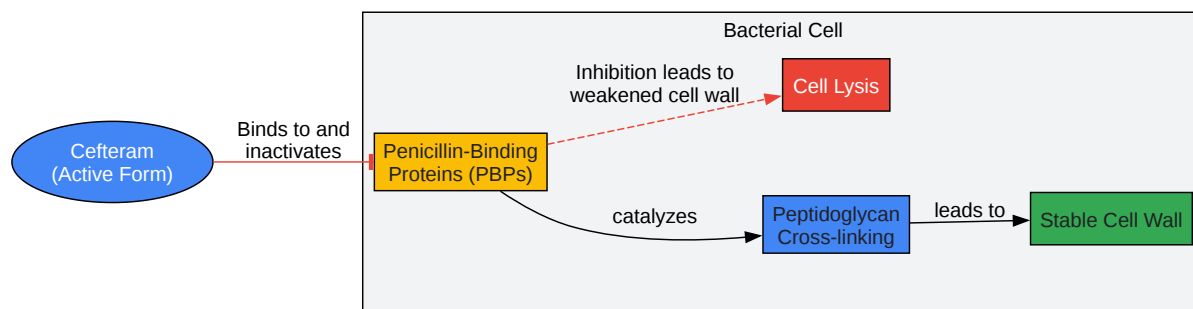 Bacterial Cell
Inhibition leads to
weakened cell wall
Cell Lysis
Binds to and
inactivates
Cefteram
(Active Form)
Penicillin-Binding
Proteins (PBPs)
catalyzes
Peptidoglycan
Cross-linking
leads to
Stable Cell Wall